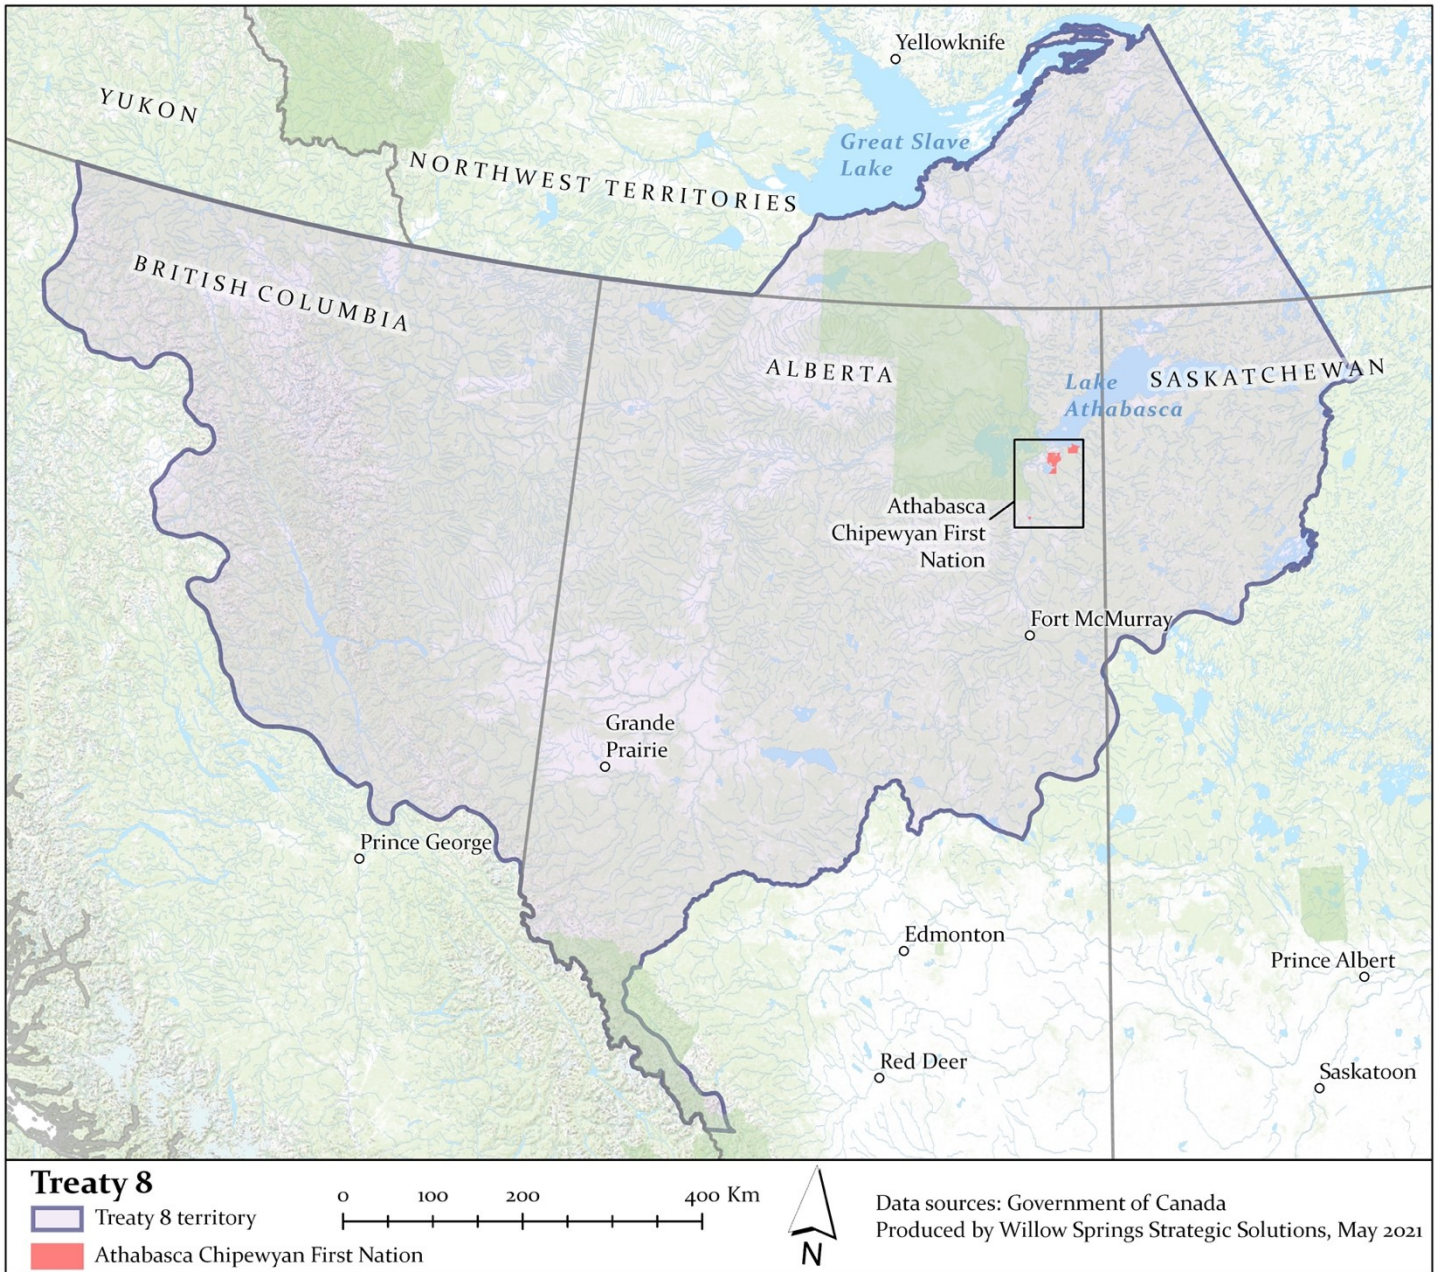 Yellowknife
YUKON
Great Slave
Lake
NORTHWEST TERRITORIES
BRITISH COLUMBIA
ALBERTA
Lake
Athabasca
SASKATCHEWAN
Athabasca
Chipewyan First
Nation
Fort McMurray
Grande
Prairie
Prince George
Edmonton
Prince Albert
Red Deer
Saskatoon
Treaty 8
Treaty 8 territory
Athabasca Chipewyan First Nation
0 100 200 400 Km
N
Data sources: Government of Canada
Produced by Willow Springs Strategic Solutions, May 2021